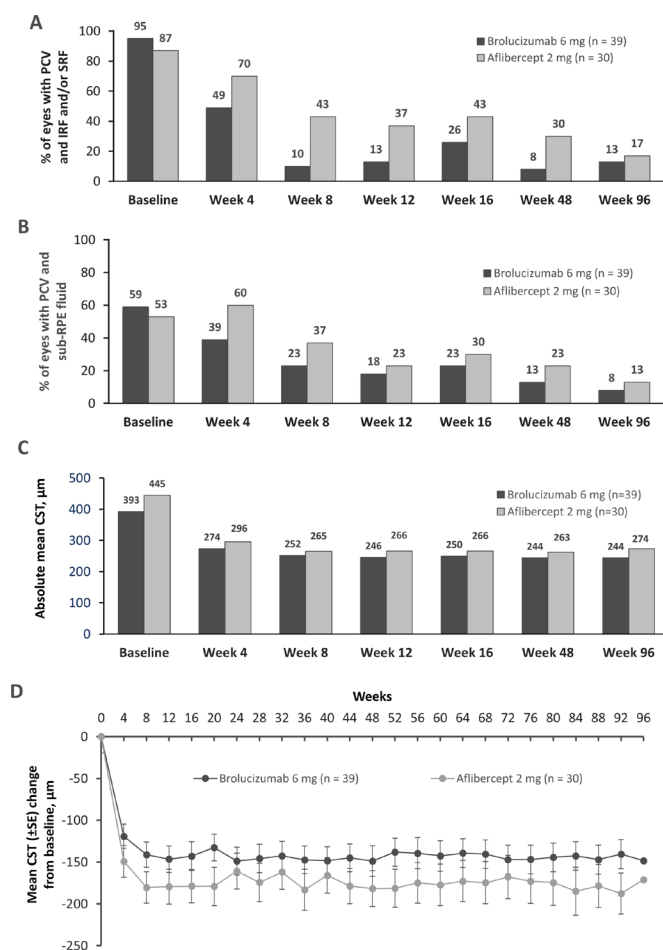 A
% of eyes with PCV
and IRF and/or SRF
100
80
60
40
20
0
95
87
49
70
10
43
13
37
26
43
8
30
13
17
Brolucizumab 6 mg (n = 39)
Aflibercept 2 mg (n = 30)
Baseline Week 4 Week 8 Week 12 Week 16 Week 48 Week 96
B
% of eyes with PCV and
sub-RPE fluid
100
80
60
40
20
0
59
53
39
60
23
37
18
23
23
30
13
23
8
13
Brolucizumab 6 mg (n = 39)
Aflibercept 2 mg (n = 30)
Baseline Week 4 Week 8 Week 12 Week 16 Week 48 Week 96
C
Absolute mean CST, µm
500
400
300
200
100
0
393
445
274
296
252
265
246
266
250
266
244
263
244
274
Brolucizumab 6 mg (n=39)
Aflibercept 2 mg (n=30)
Baseline Week 4 Week 8 Week 12 Week 16 Week 48 Week 96
D
Weeks
0 4 8 12 16 20 24 28 32 36 40 44 48 52 56 60 64 68 72 76 80 84 88 92 96
Mean CST (±SE) change
from baseline, µm
0
-50
-100
-150
-200
-250
Brolucizumab 6 mg (n = 39)
Aflibercept 2 mg (n = 30)